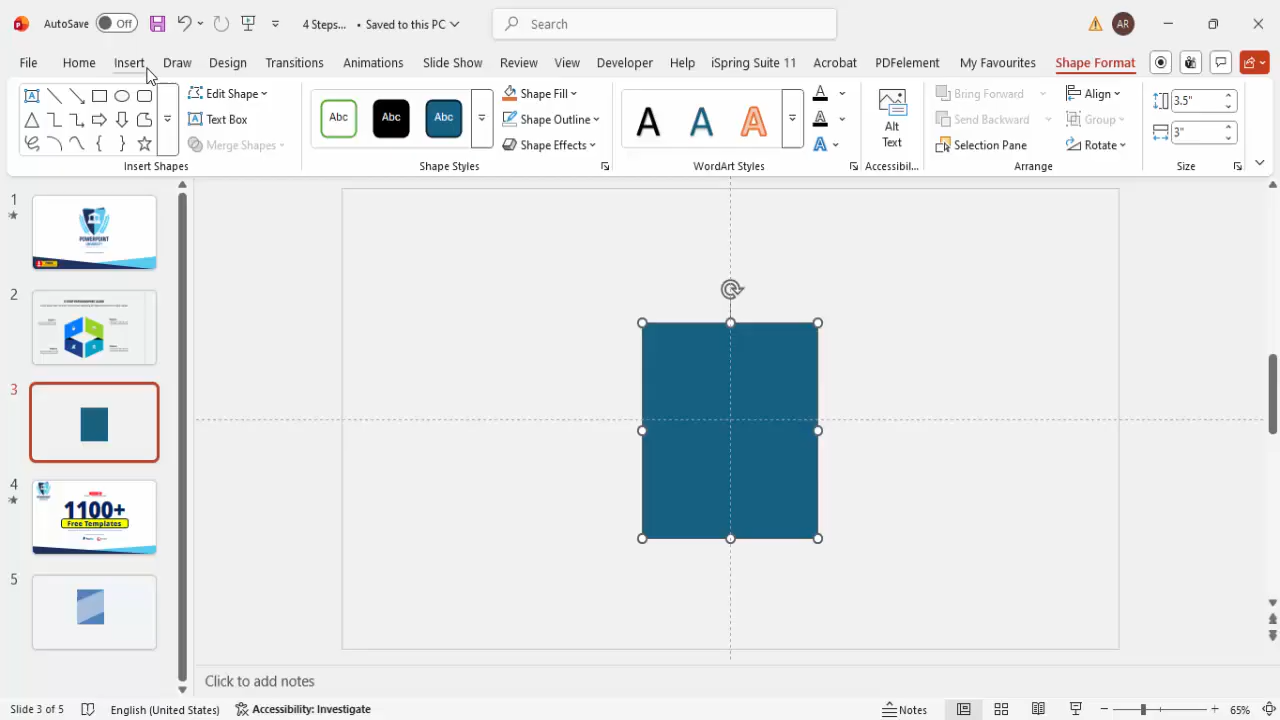 AutoSave Off 4 Steps... • Saved to this PC Search AR
File Home Insert Draw Design Transitions Animations Slide Show Review View Developer Help iSpring Suite 11 Acrobat PDFelement My Favourites Shape Format
Edit Shape
Text Box
Merge Shapes
Insert Shapes
Abc Abc Abc
Shape Fill
Shape Outline
Shape Effects
Shape Styles
A A A
WordArt Styles
Alt
Text
Accessibil...
Bring Forward
Send Backward
Selection Pane
Align
Group
Rotate
Arrange
3.5"
3"
Size
1
POWERPOINT
UNIVERSITY
2
3
4
1100+
Free Templates
5
Click to add notes
Slide 3 of 5 English (United States) Accessibility: Investigate Notes 65%